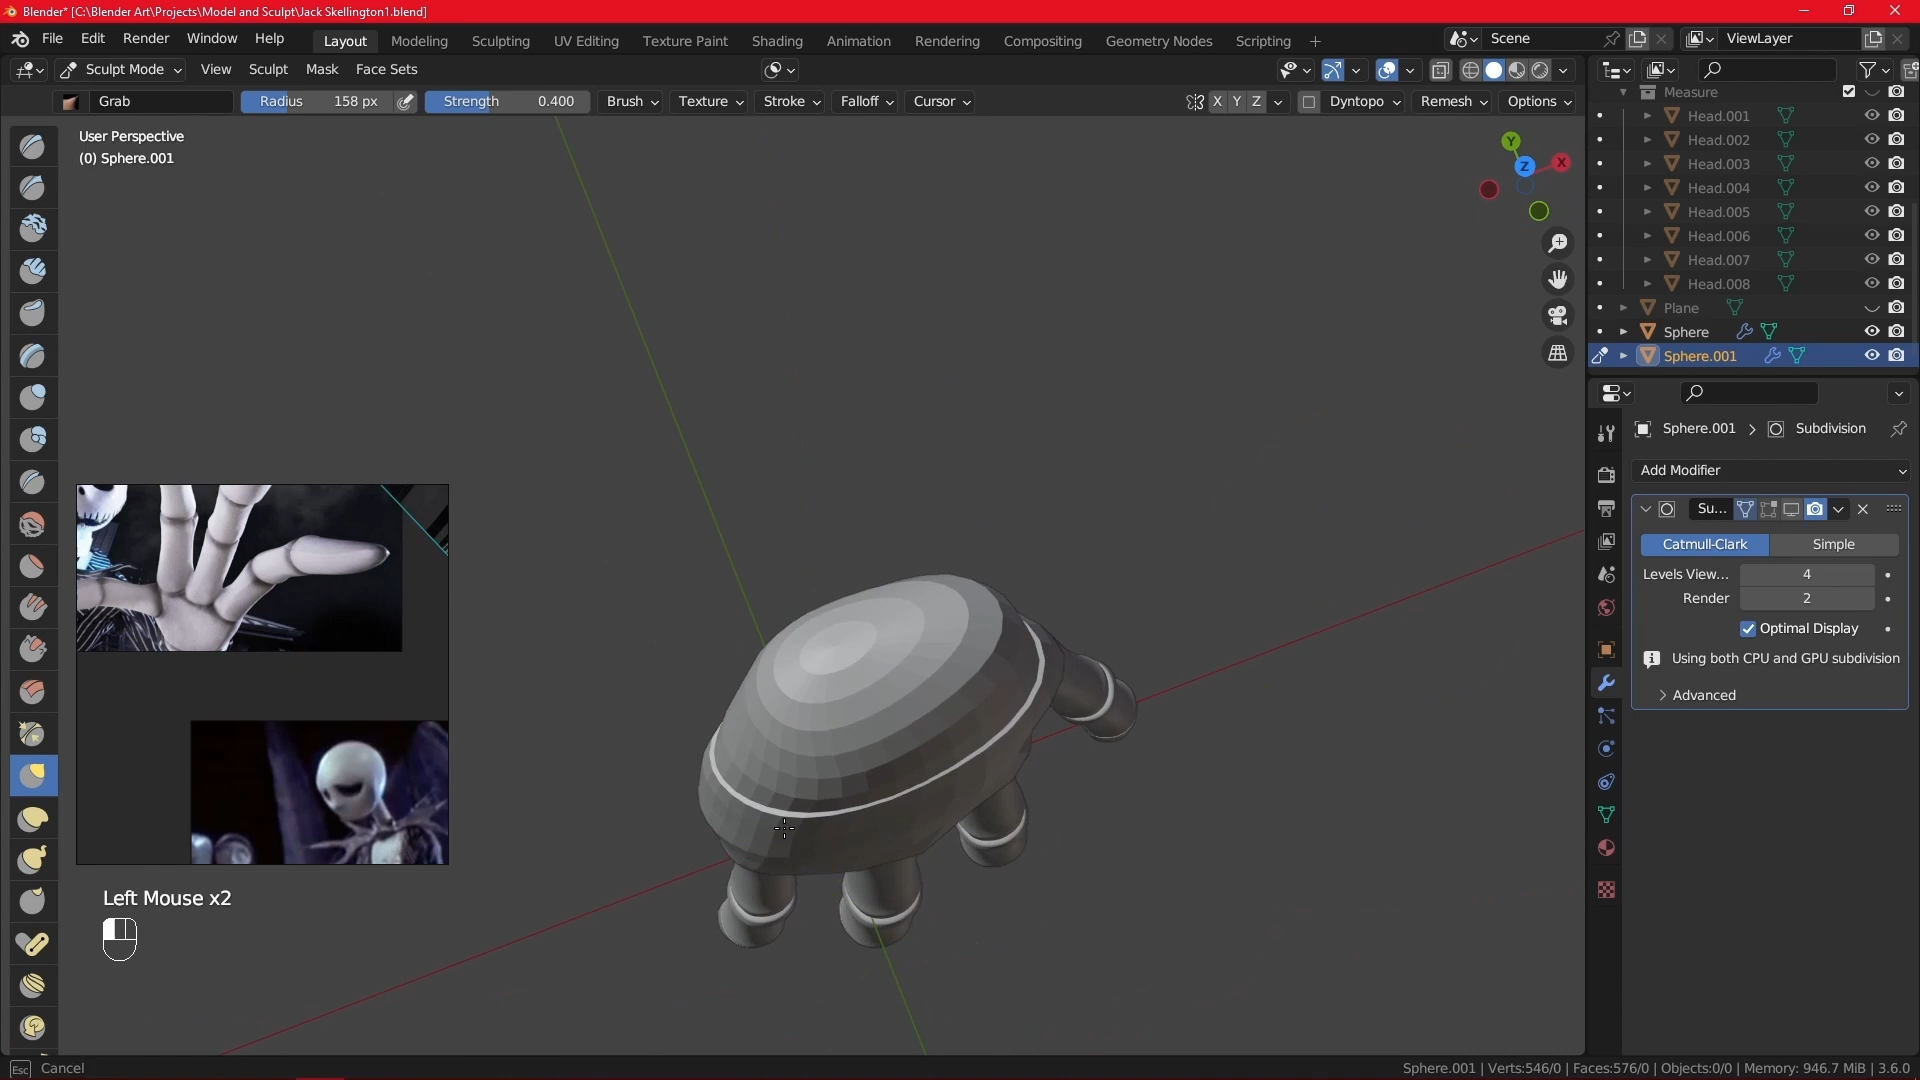 Blender* [C:\Blender Art\Projects\Model and Sculpt\Jack Skellington1.blend]
File Edit Render Window Help Layout Modeling Sculpting UV Editing Texture Paint Shading Animation Rendering Compositing Geometry Nodes Scripting + Scene ViewLayer
Sculpt Mode View Sculpt Mask Face Sets
Grab Radius 158 px Strength 0.400 Brush Texture Stroke Falloff Cursor X Y Z Dyntopo Remesh Options
User Perspective
(0) Sphere.001
Y
Z X
Measure
Head.001
Head.002
Head.003
Head.004
Head.005
Head.006
Head.007
Head.008
Plane
Sphere
Sphere.001
Sphere.001 > Subdivision
Add Modifier
Su...
Catmull-Clark Simple
Levels View... 4
Render 2
Optimal Display
Using both CPU and GPU subdivision
Advanced
Left Mouse x2
Esc Cancel
Sphere.001 | Verts:546/0 | Faces:576/0 | Objects:0/0 | Memory: 946.7 MiB | 3.6.0